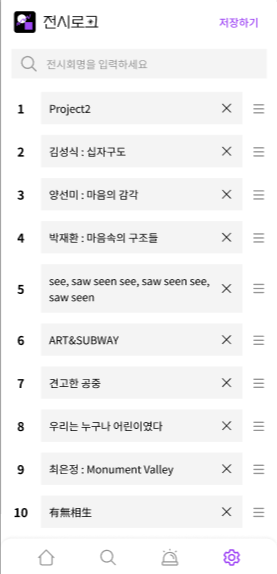 전시로그
저장하기
전시회명을 입력하세요
1 Project2
2 김성식 : 십자구도
3 양선미 : 마음의 감각
4 박재환 : 마음속의 구조들
5 see, saw seen see, saw seen see,
saw seen
6 ART&SUBWAY
7 견고한 공중
8 우리는 누구나 어린이였다
9 최은정 : Monument Valley
10 有無相生